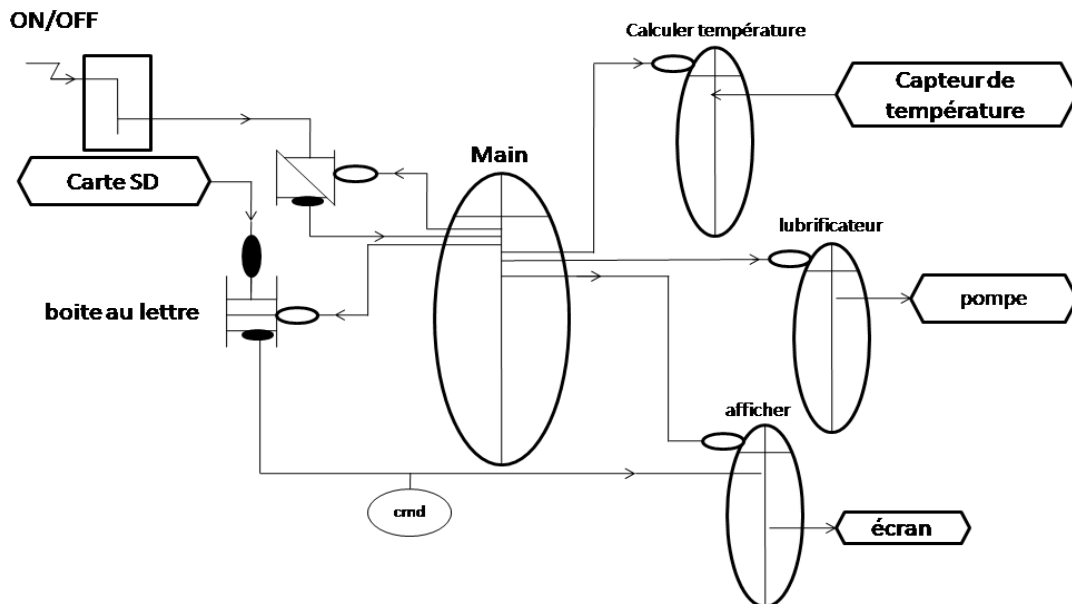 ON/OFF
Calculer température
Capteur de
température
Carte SD
Main
lubrificateur
boite au lettre
pompe
afficher
cmd
écran